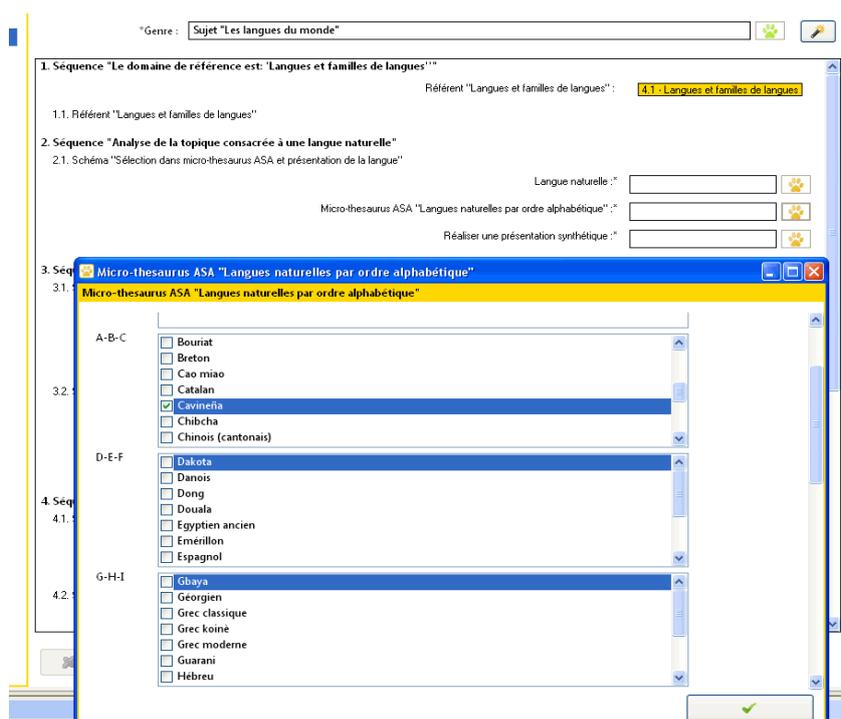 *Genre : Sujet "Les langues du monde"
1. Séquence "Le domaine de référence est: 'Langues et familles de langues'"
Référent "Langues et familles de langues" : 4.1 - Langues et familles de langues
1.1. Référent "Langues et familles de langues"
2. Séquence "Analyse de la topique consacrée à une langue naturelle"
2.1. Schéma "Sélection dans micro-thesaurus ASA et présentation de la langue"
Langue naturelle :*
Micro-thesaurus ASA "Langues naturelles par ordre alphabétique" :*
Réaliser une présentation synthétique :*
3. Séq
3.1.
3.2.
4. Séq
4.1.
4.2.
Micro-thesaurus ASA "Langues naturelles par ordre alphabétique"
Micro-thesaurus ASA "Langues naturelles par ordre alphabétique"
A-B-C
Bouriat
Breton
Cao miao
Catalan
Cavineña
Chibcha
Chinois (cantonais)
D-E-F
Dakota
Danois
Dong
Douala
Egyptien ancien
Emérillon
Espagnol
G-H-I
Gbaya
Géorgien
Grec classique
Grec koinè
Grec moderne
Guarani
Hébreu